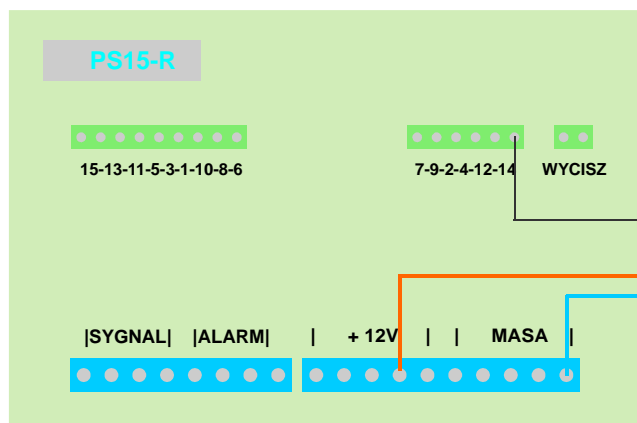 PS15-R
15-13-11-5-3-1-10-8-6 7-9-2-4-12-14 WYCISZ
|SYGNAL| |ALARM| | + 12V | | MASA |